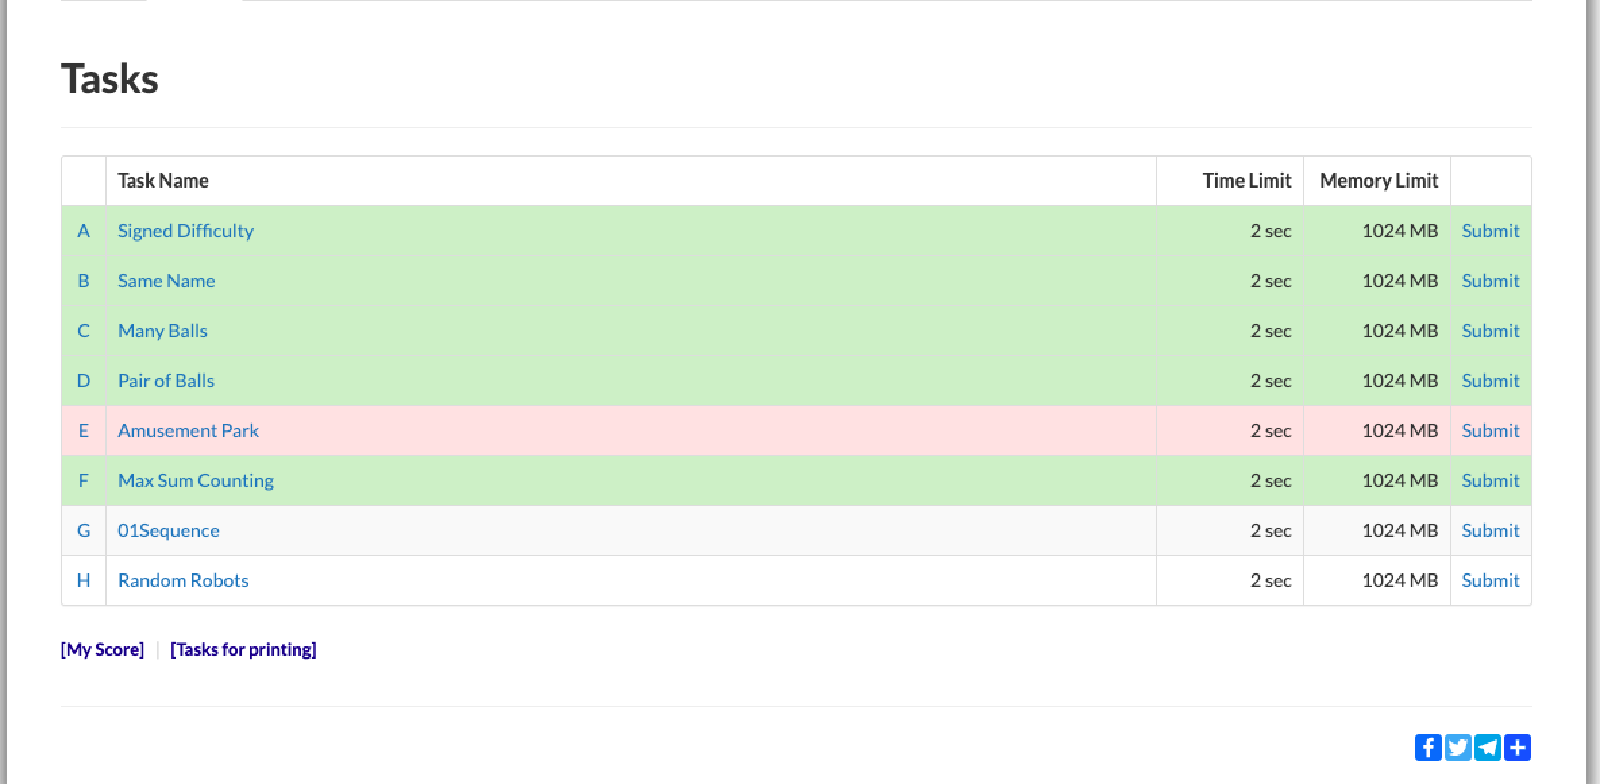 Tasks
Task Name Time Limit Memory Limit
A Signed Difficulty 2 sec 1024 MB Submit
B Same Name 2 sec 1024 MB Submit
C Many Balls 2 sec 1024 MB Submit
D Pair of Balls 2 sec 1024 MB Submit
E Amusement Park 2 sec 1024 MB Submit
F Max Sum Counting 2 sec 1024 MB Submit
G 01Sequence 2 sec 1024 MB Submit
H Random Robots 2 sec 1024 MB Submit
[My Score] [Tasks for printing]